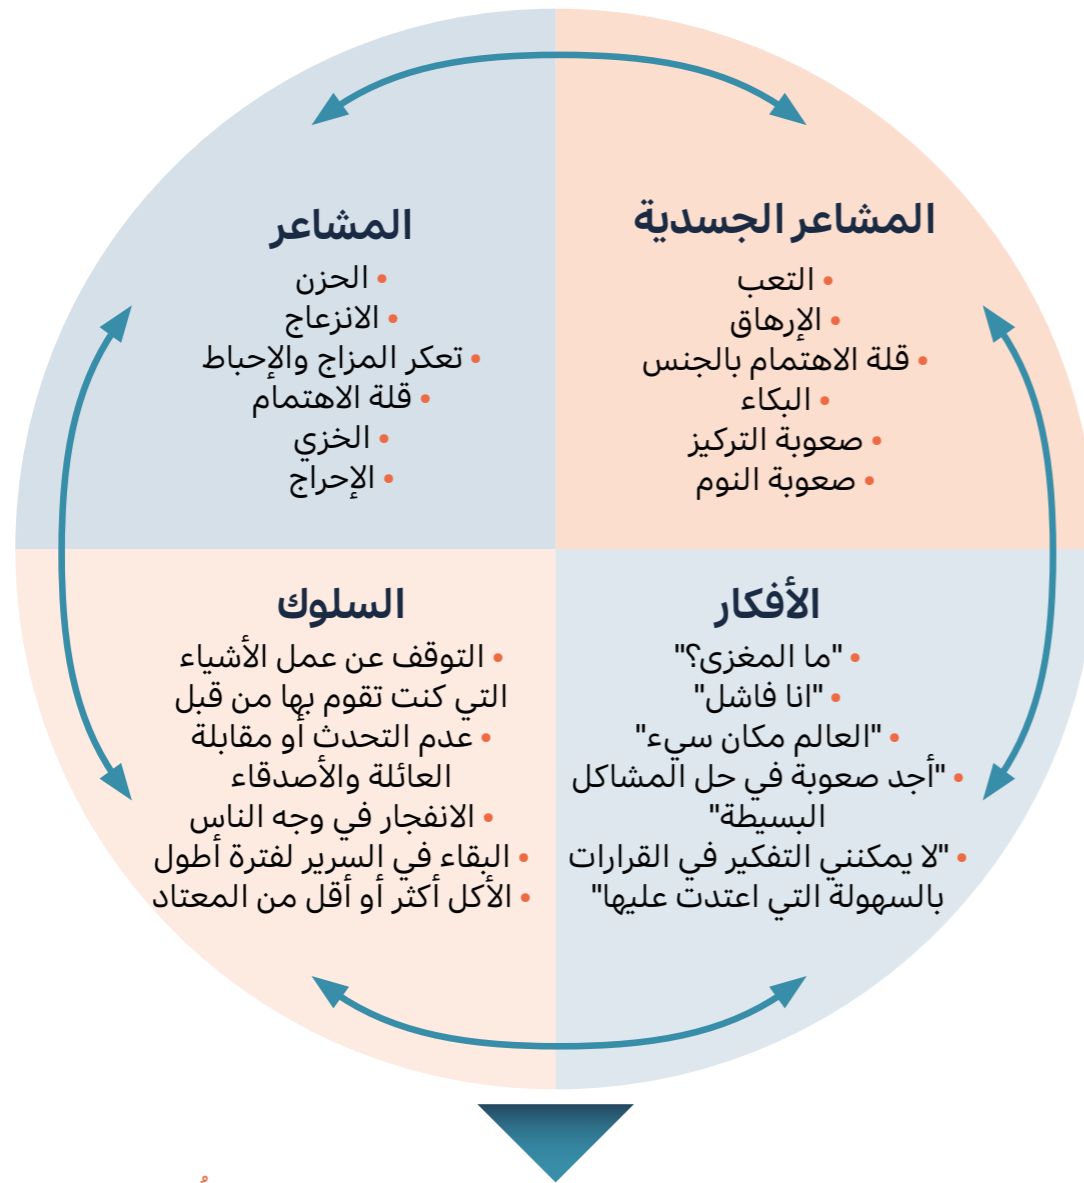 المشاعر الجسدية
• التعب
• الإرهاق
• قلة الاهتمام بالجنس
• البكاء
• صعوبة التركيز
• صعوبة النوم
المشاعر
• الحزن
• الانزعاج
• تعكر المزاج والإحباط
• قلة الاهتمام
• الخزي
• الإحراج
الأفكار
• "ما المغزى؟"
• "انا فاشل"
• "العالم مكان سيء"
• "أجد صعوبة في حل المشاكل
البسيطة"
• "لا يمكنني التفكير في القرارات
بالسهولة التي اعتدت عليها"
السلوك
• التوقف عن عمل الأشياء
التي كنت تقوم بها من قبل
• عدم التحدث أو مقابلة
العائلة والأصدقاء
• الانفجار في وجه الناس
• البقاء في السرير لفترة أطول
• الأكل أكثر أو أقل من المعتاد